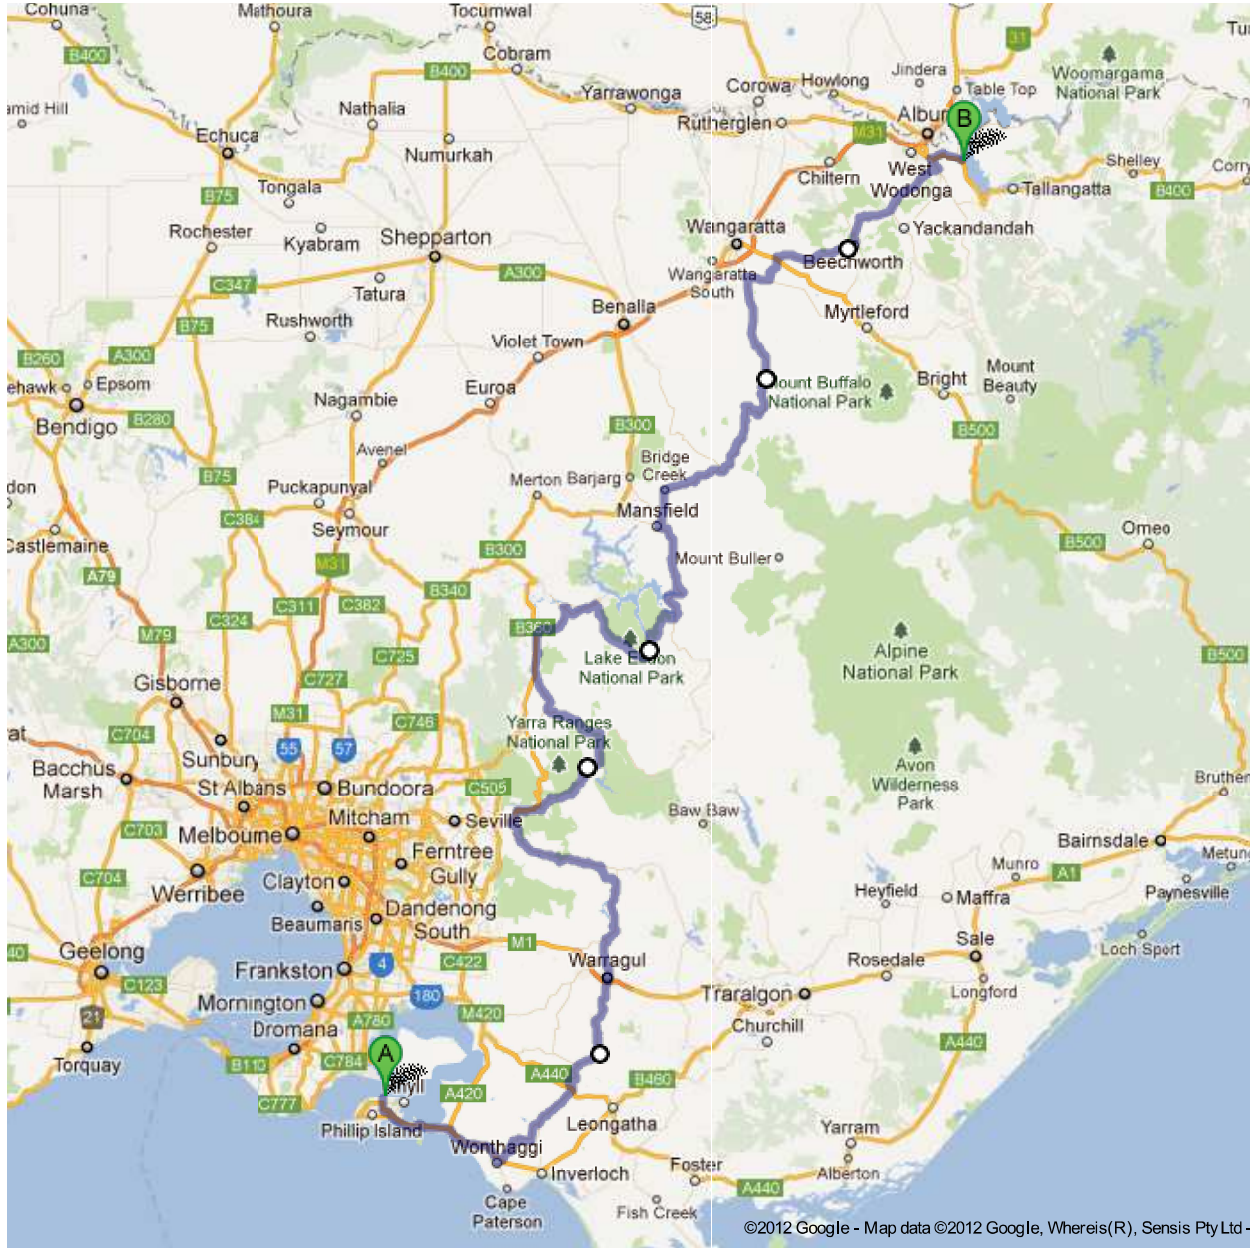 Cohuna
Mathoura
Tocumwal
58
31
B400
Cobram
B400
Jindera
Woomargama
National Park
Corowa
Howlong
Table Top
Nathalia
Yarrawonga
amid Hill
Echuca
Rutherglen
M31
B
Numurkah
Shelley
Chiltern
West
Wodonga
Tallangatta
B400
Tongala
B75
Rochester
Kyabram
Shepparton
Wangaratta
Yackandandah
Beechworth
Wangaratta
South
C347
A300
Tatura
Benalla
Myrtleford
B75
Rushworth
Violet Town
B260
A300
ehawk
Epsom
Euroa
Mount Buffalo
National Park
Bright
Mount
Beauty
Nagambie
Bendigo
B280
B300
B500
Avenel
Bridge
Creek
B75
Merton
Barjarg
don
Puckapunyal
C384
Seymour
Mansfield
Omeo
Castlemaine
B300
Mount Buller
B500
M31
A79
B340
C311
C382
C324
B360
M79
A300
Alpine
National Park
C725
B500
Lake Eildon
National Park
C727
Gisborne
M31
C746
Yarra Ranges
National Park
C704
55
57
Sunbury
Avon
Wilderness
Park
Bacchus
Marsh
St Albans
Bundoora
C505
Baw Baw
C703
Melbourne
Mitcham
Seville
Bairnsdale
Ferntree
Gully
Munro
A1
C704
Werribee
Clayton
Heyfield
Maffra
Paynesville
Beaumaris
Dandenong
South
Geelong
M1
Sale
Loch Sport
40
Frankston
4
C422
Warragul
Rosedale
C123
Longford
Mornington
180
Traralgon
21
A780
M420
Churchill
Dromana
Torquay
B110
C784
A
A440
B460
A440
C777
A420
Phillip Island
Leongatha
Yarram
Wonthaggi
Inverloch
Foster
Alberton
A440
Cape
Paterson
Fish Creek
©2012 Google - Map data ©2012 Google, Whereis(R), Sensis Pty Ltd -